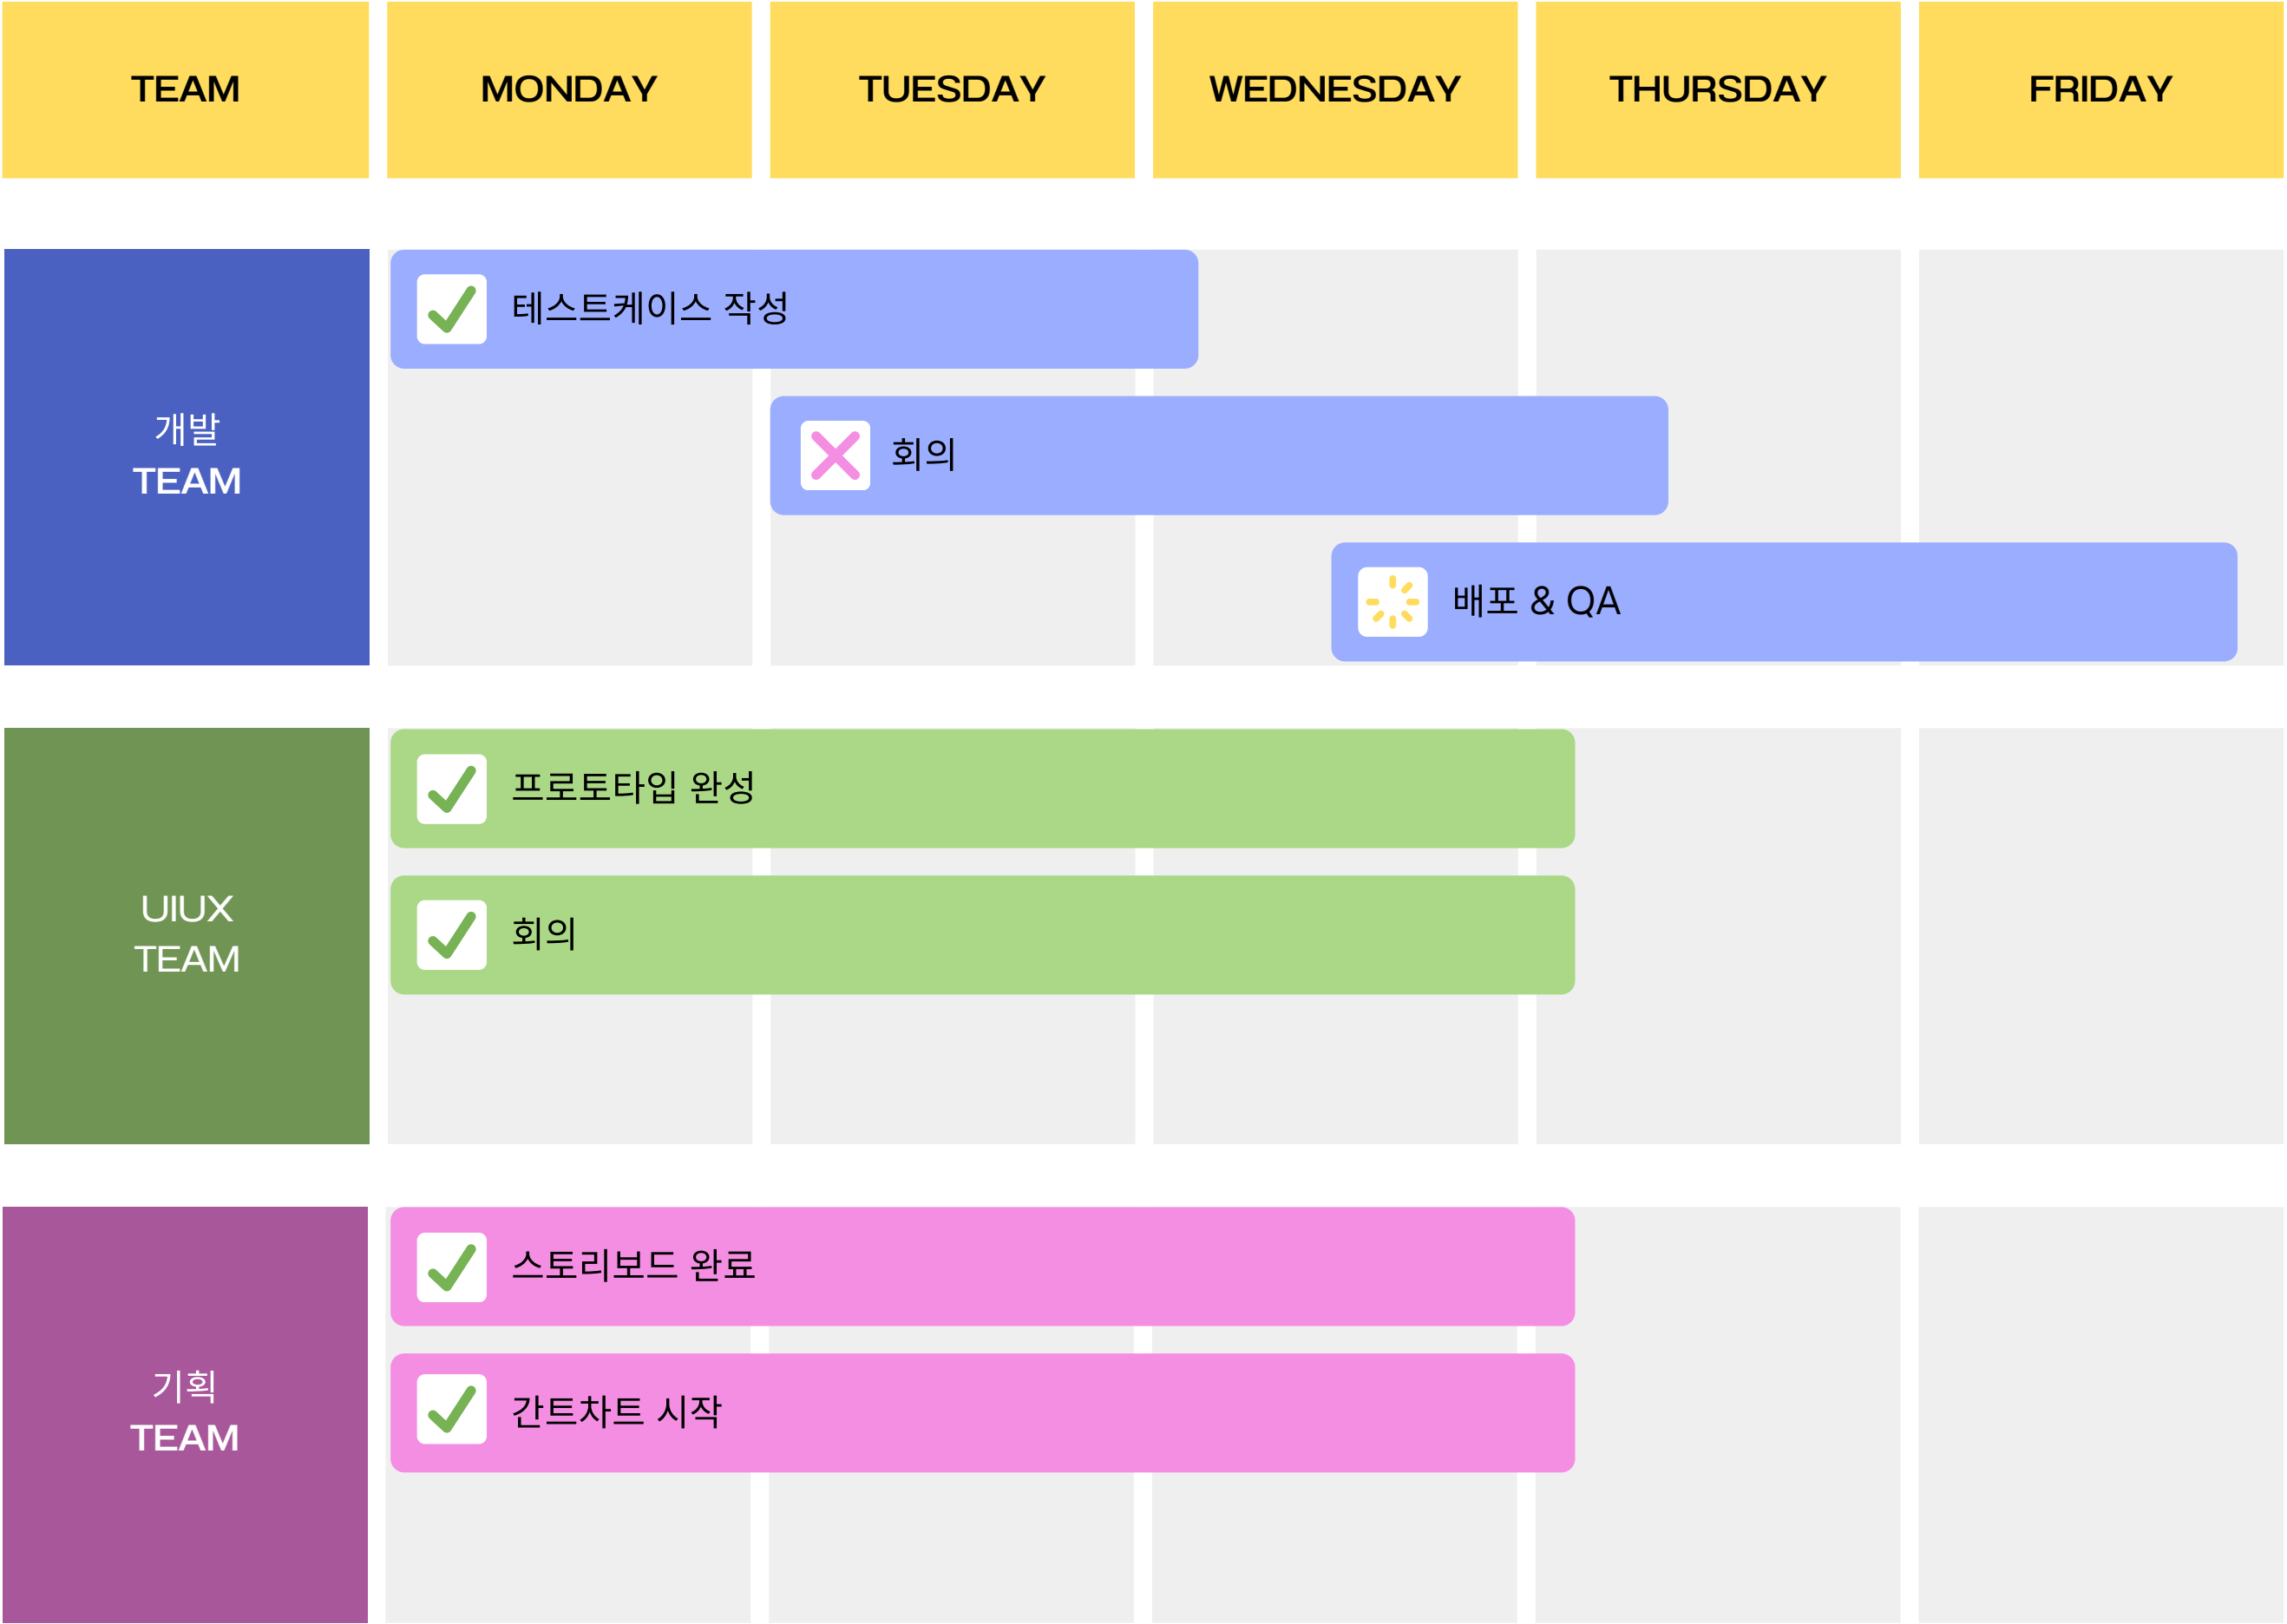 TEAM MONDAY TUESDAY WEDNESDAY THURSDAY FRIDAY
개발
TEAM
테스트케이스 작성
회의
배포 & QA
UIUX
TEAM
프로토타입 완성
회의
기획
TEAM
스토리보드 완료
간트차트 시작